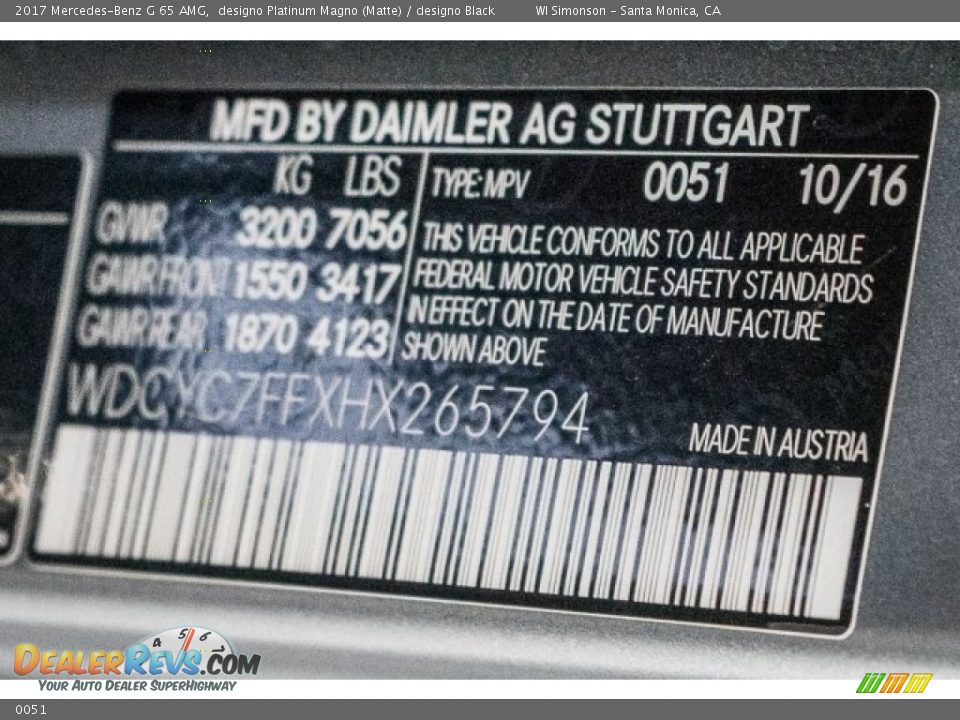 2017 Mercedes-Benz G 65 AMG, designo Platinum Magno (Matte) / designo Black WI Simonson - Santa Monica, CA
MFD BY DAIMLER AG STUTTGART
KG LBS
GVWR 3200 7056
GAWR FRONT 1550 3417
GAWR REAR 1870 4123
TYPE: MPV 0051 10/16
THIS VEHICLE CONFORMS TO ALL APPLICABLE
FEDERAL MOTOR VEHICLE SAFETY STANDARDS
IN EFFECT ON THE DATE OF MANUFACTURE
SHOWN ABOVE
WDCYC7FFXHX265794
MADE IN AUSTRIA
4 5 6
DEALERREVS.COM
YOUR AUTO DEALER SUPERHIGHWAY
0051